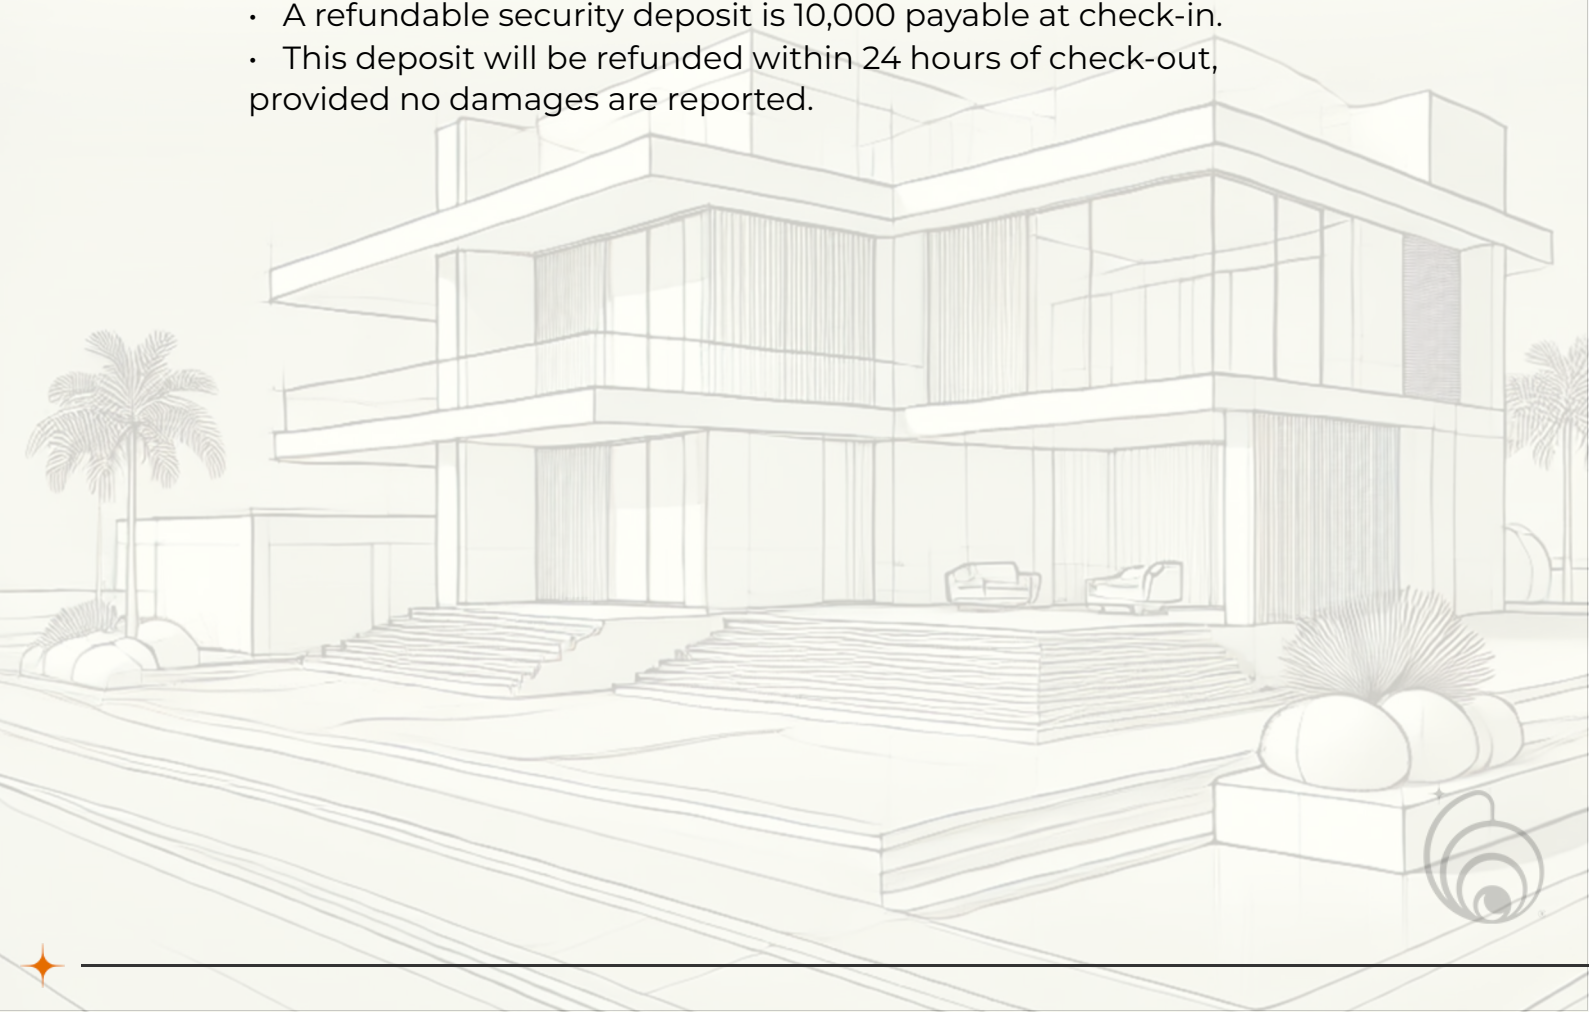 • A refundable security deposit is 10,000 payable at check-in.
• This deposit will be refunded within 24 hours of check-out,
provided no damages are reported.